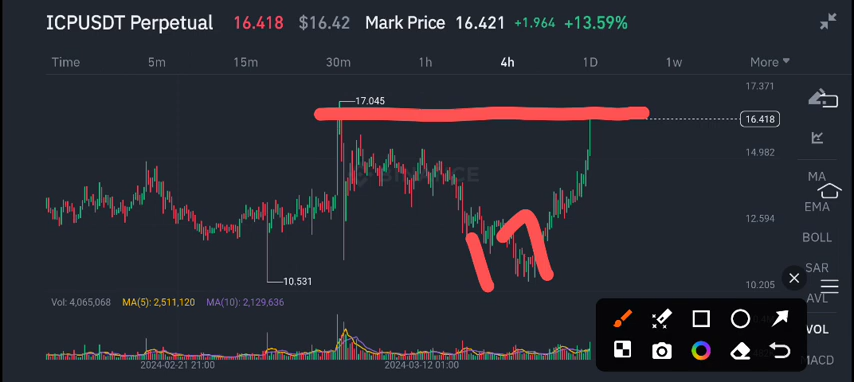 ICPUSDT Perpetual 16.418 $16.42 Mark Price 16.421 +1.964 +13.59%
Time 5m 15m 30m 1h 4h 1D 1w More
17.371
17.045
16.418
14.982
BINANCE
MA
EMA
12.594
BOLL
SAR
10.531
10.205
AVL
Vol: 4,065,068 MA(5): 2,511,120 MA(10): 2,129,636
VOL
MACD
2024-02-21 21:00 2024-03-12 01:00